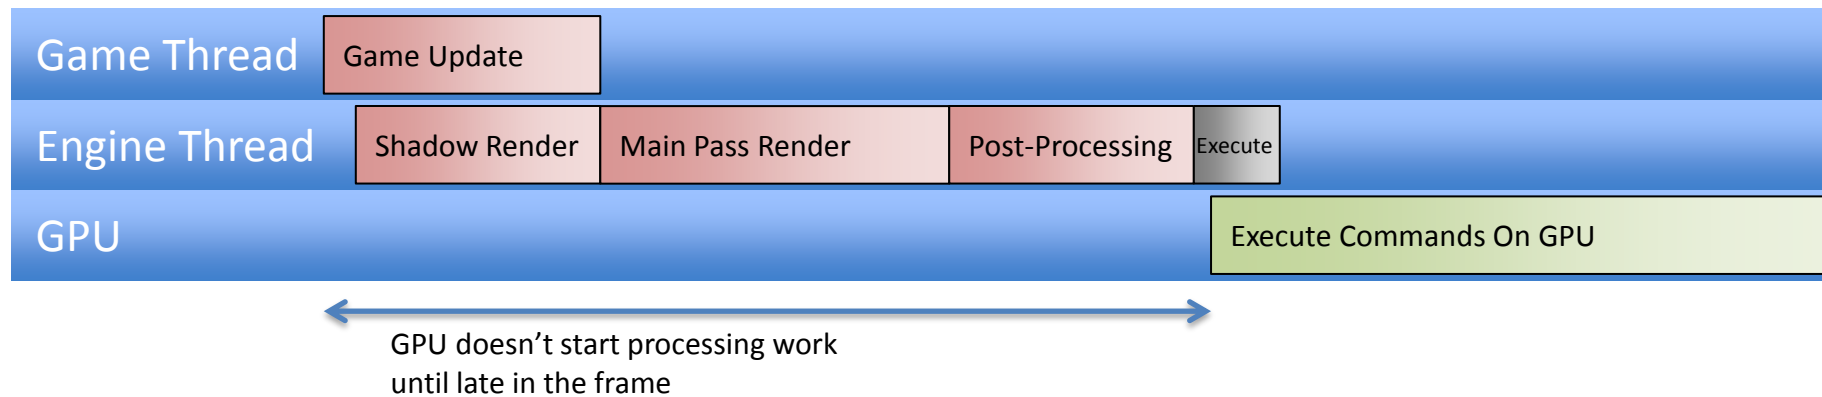 Game Thread
Game Update
Engine Thread
Shadow Render
Main Pass Render
Post-Processing
Execute
GPU
Execute Commands On GPU
GPU doesn’t start processing work
until late in the frame